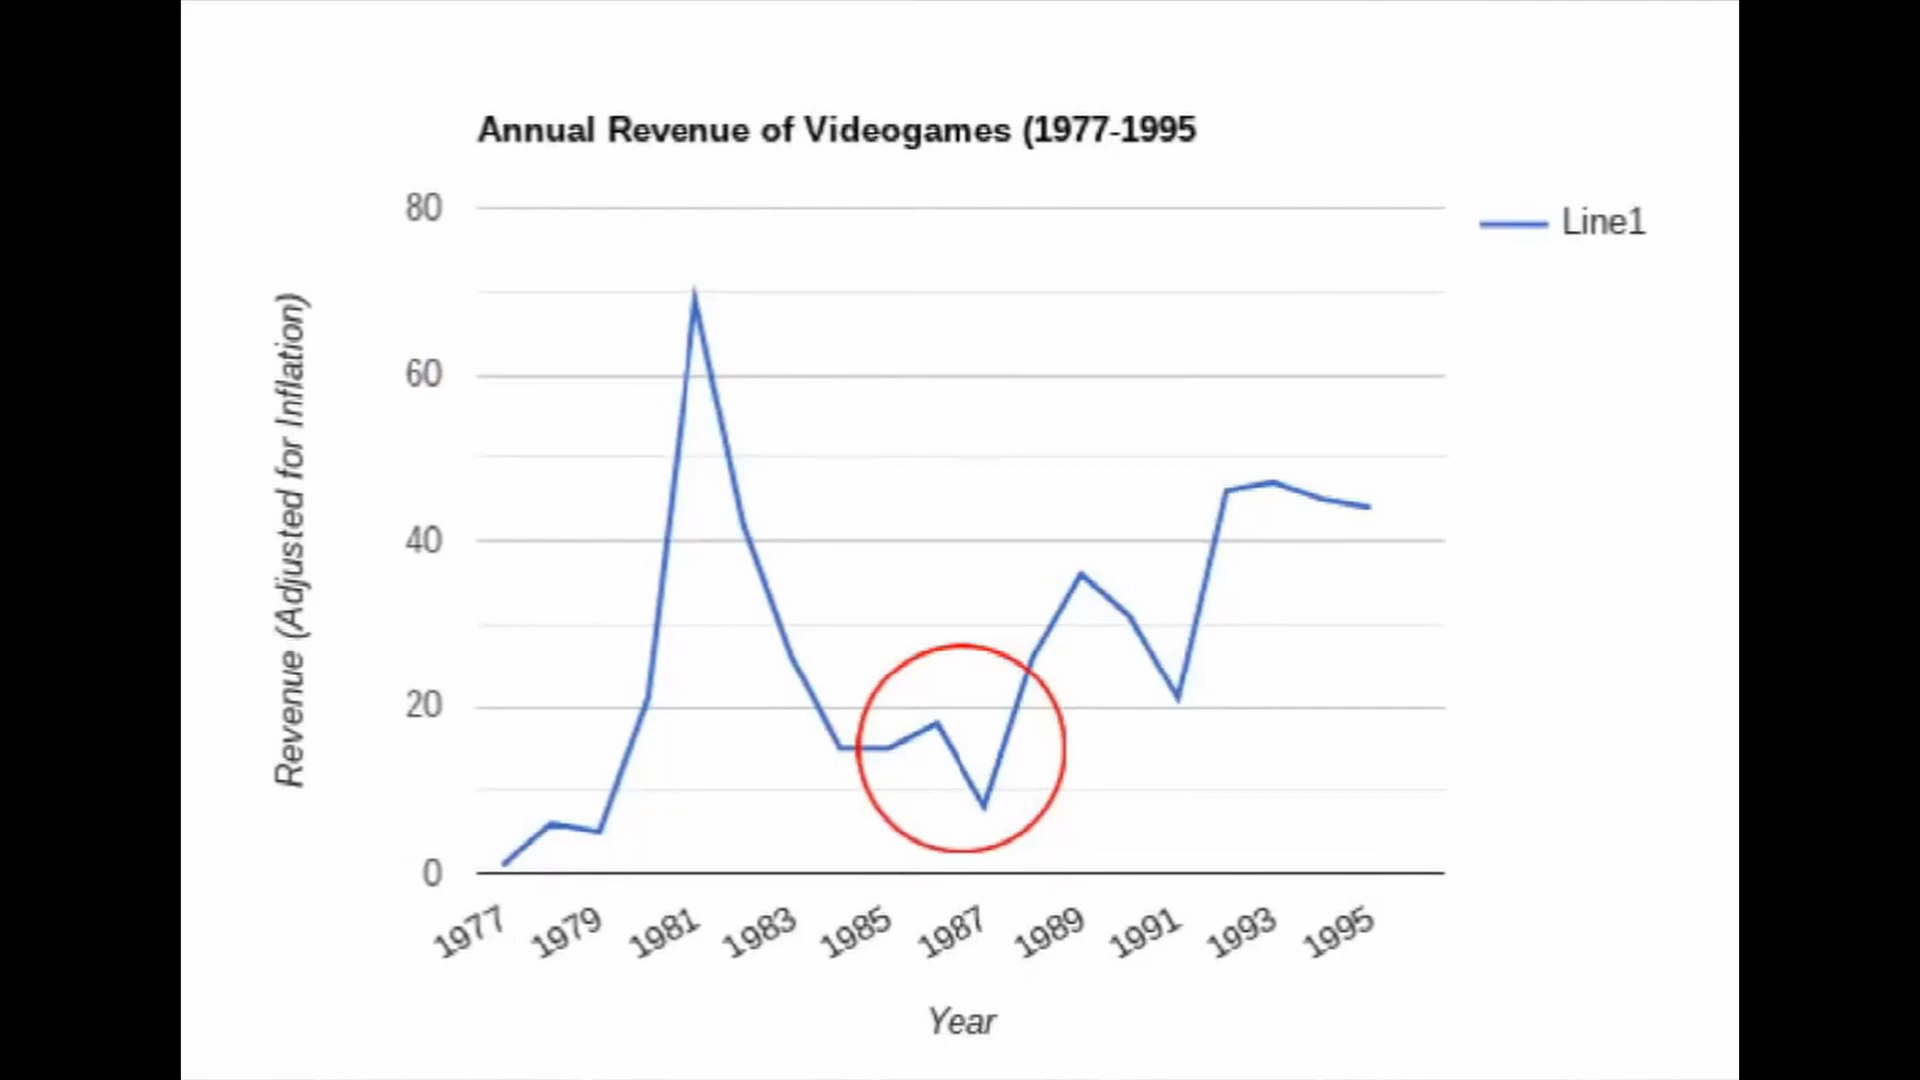 Annual Revenue of Videogames (1977-1995
Line1
Revenue (Adjusted for Inflation)
80
60
40
20
0
1977 1979 1981 1983 1985 1987 1989 1991 1993 1995
Year